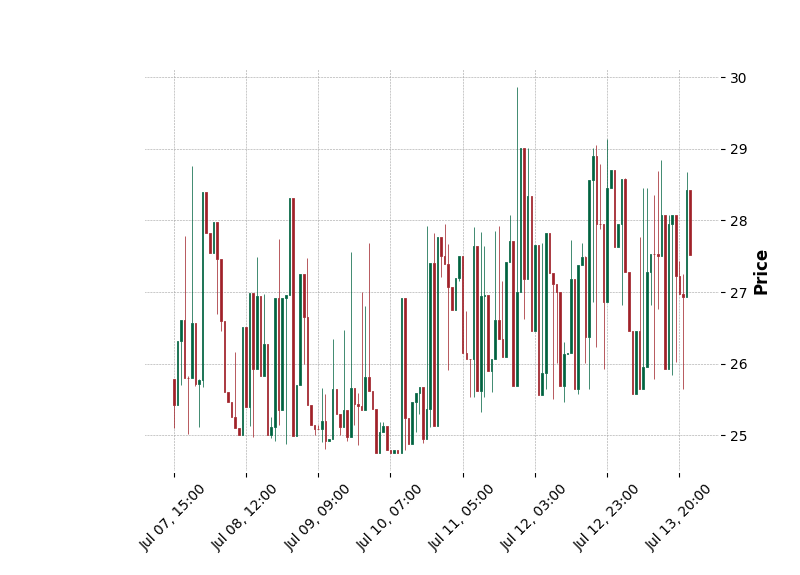 30
29
28
27
26
25
Price
Jul 07, 15:00
Jul 08, 12:00
Jul 09, 09:00
Jul 10, 07:00
Jul 11, 05:00
Jul 12, 03:00
Jul 12, 23:00
Jul 13, 20:00